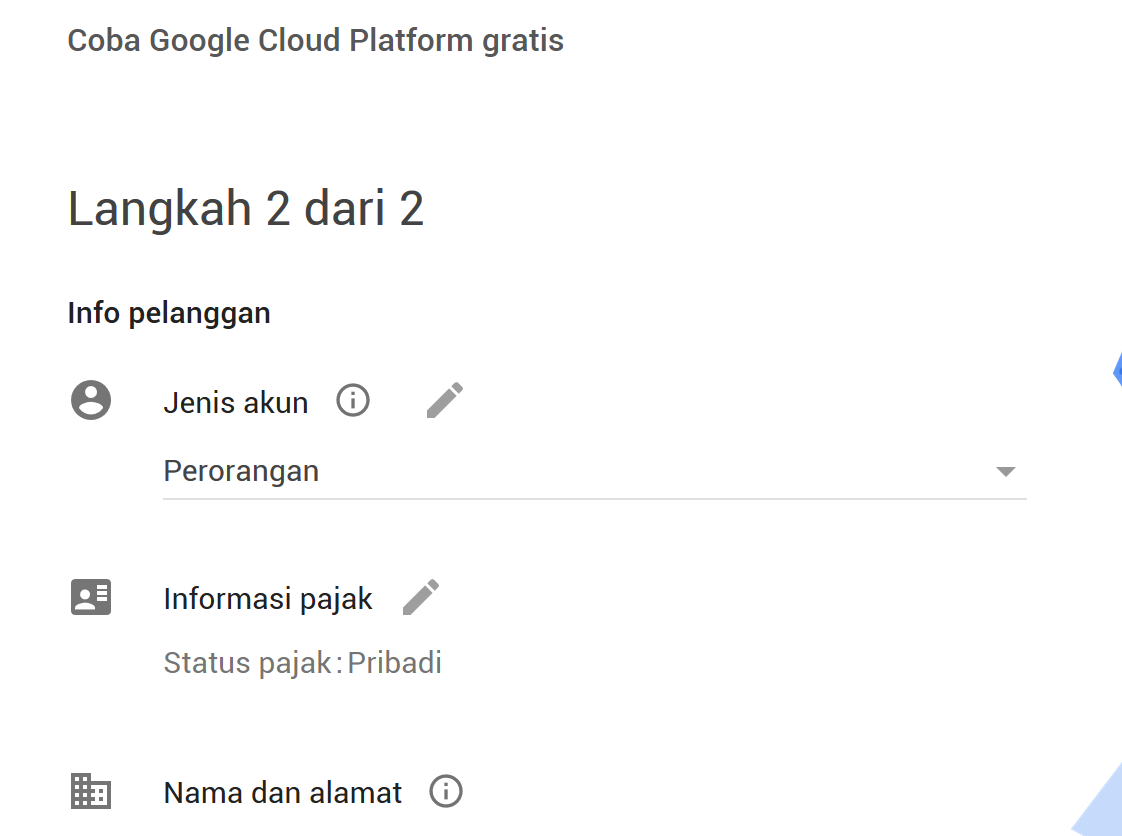 Coba Google Cloud Platform gratis
Langkah 2 dari 2
Info pelanggan
Jenis akun
Perorangan
Informasi pajak
Status pajak: Pribadi
Nama dan alamat